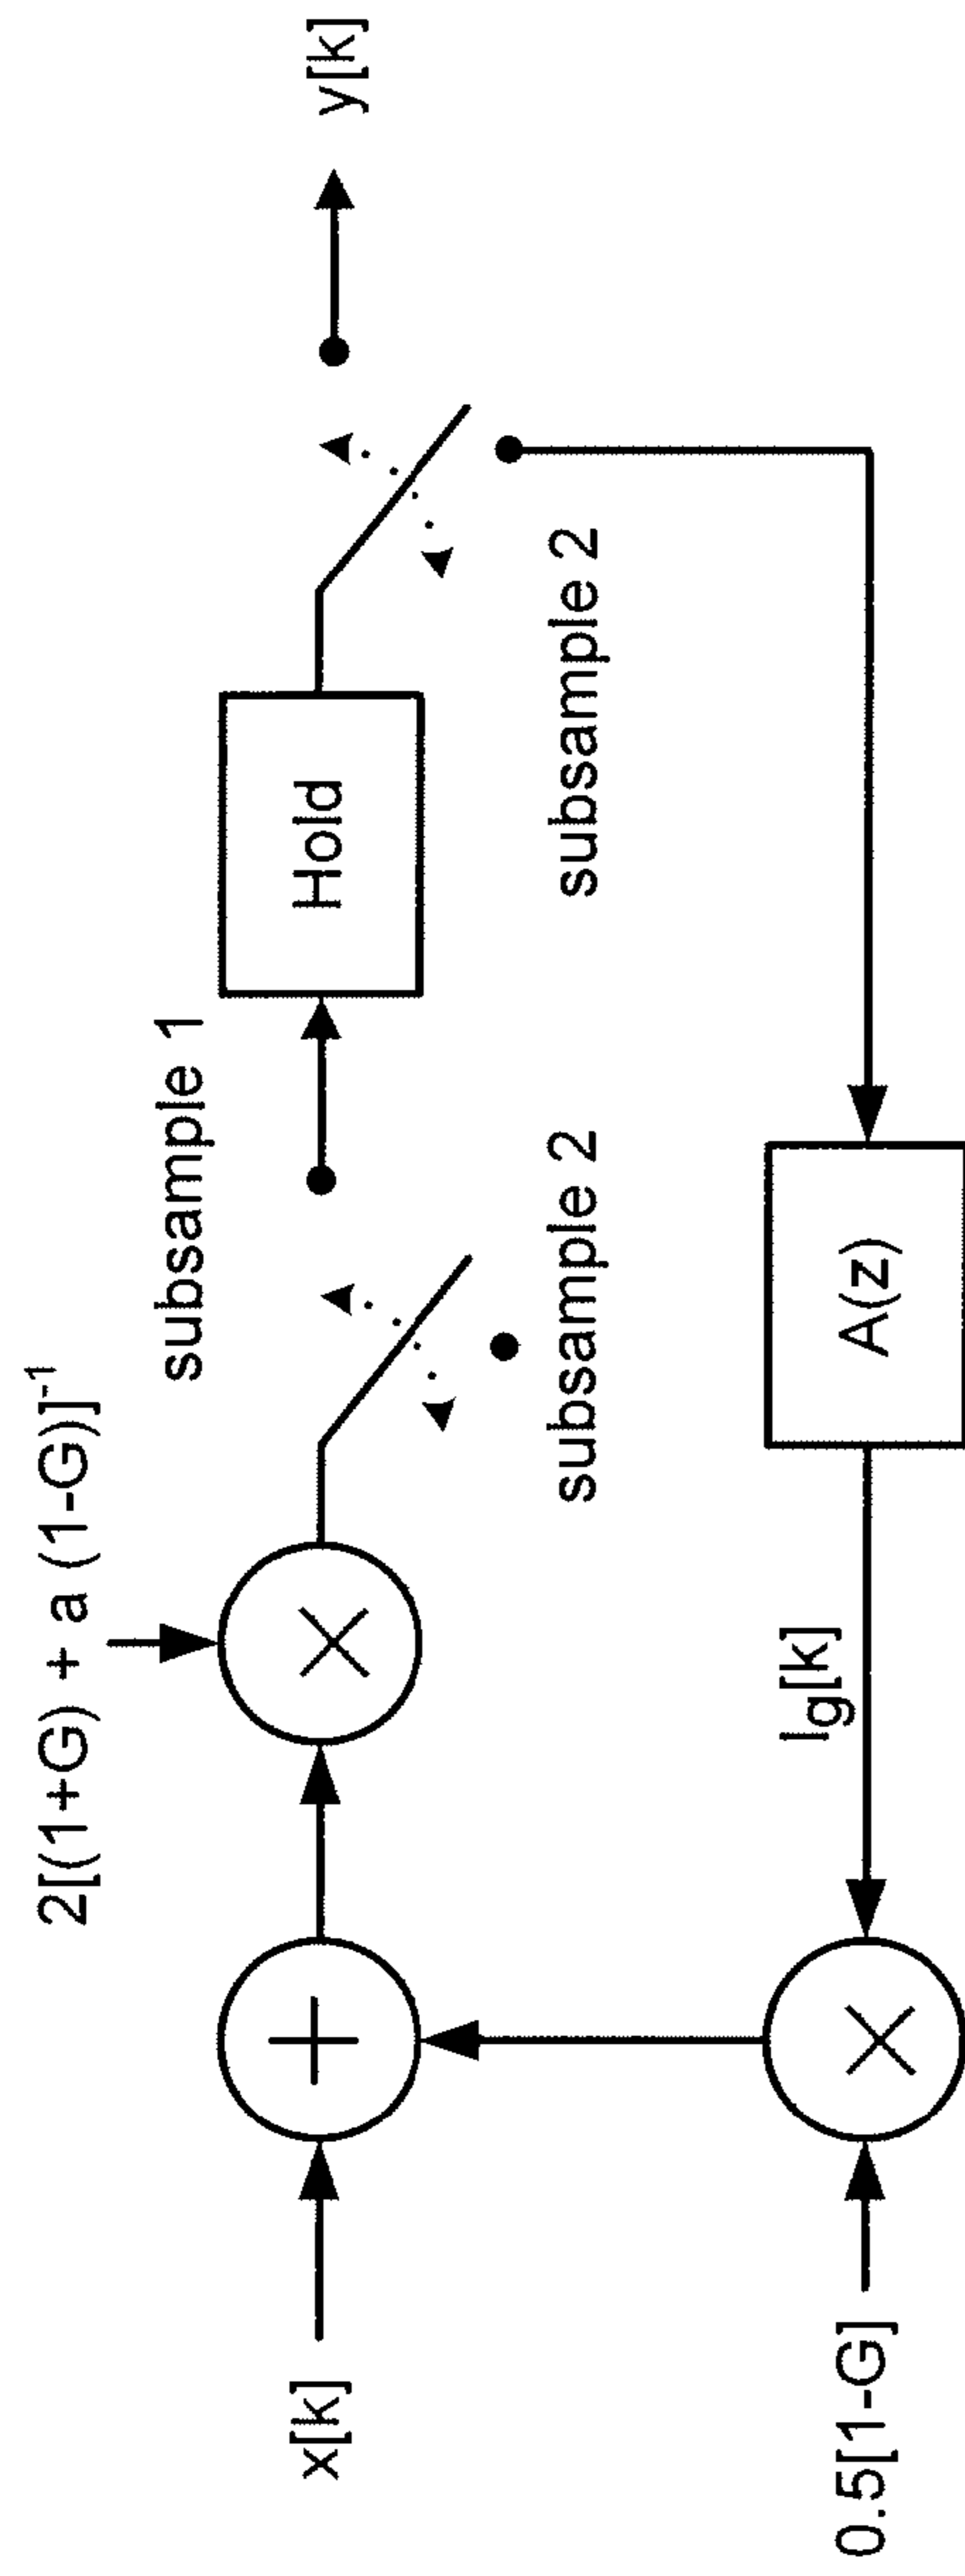 2[(1+G) + a (1-G)]-1
x[k]
subsample 1
Hold
y[k]
subsample 2
subsample 2
0.5[1-G]
Ig[k]
A(z)